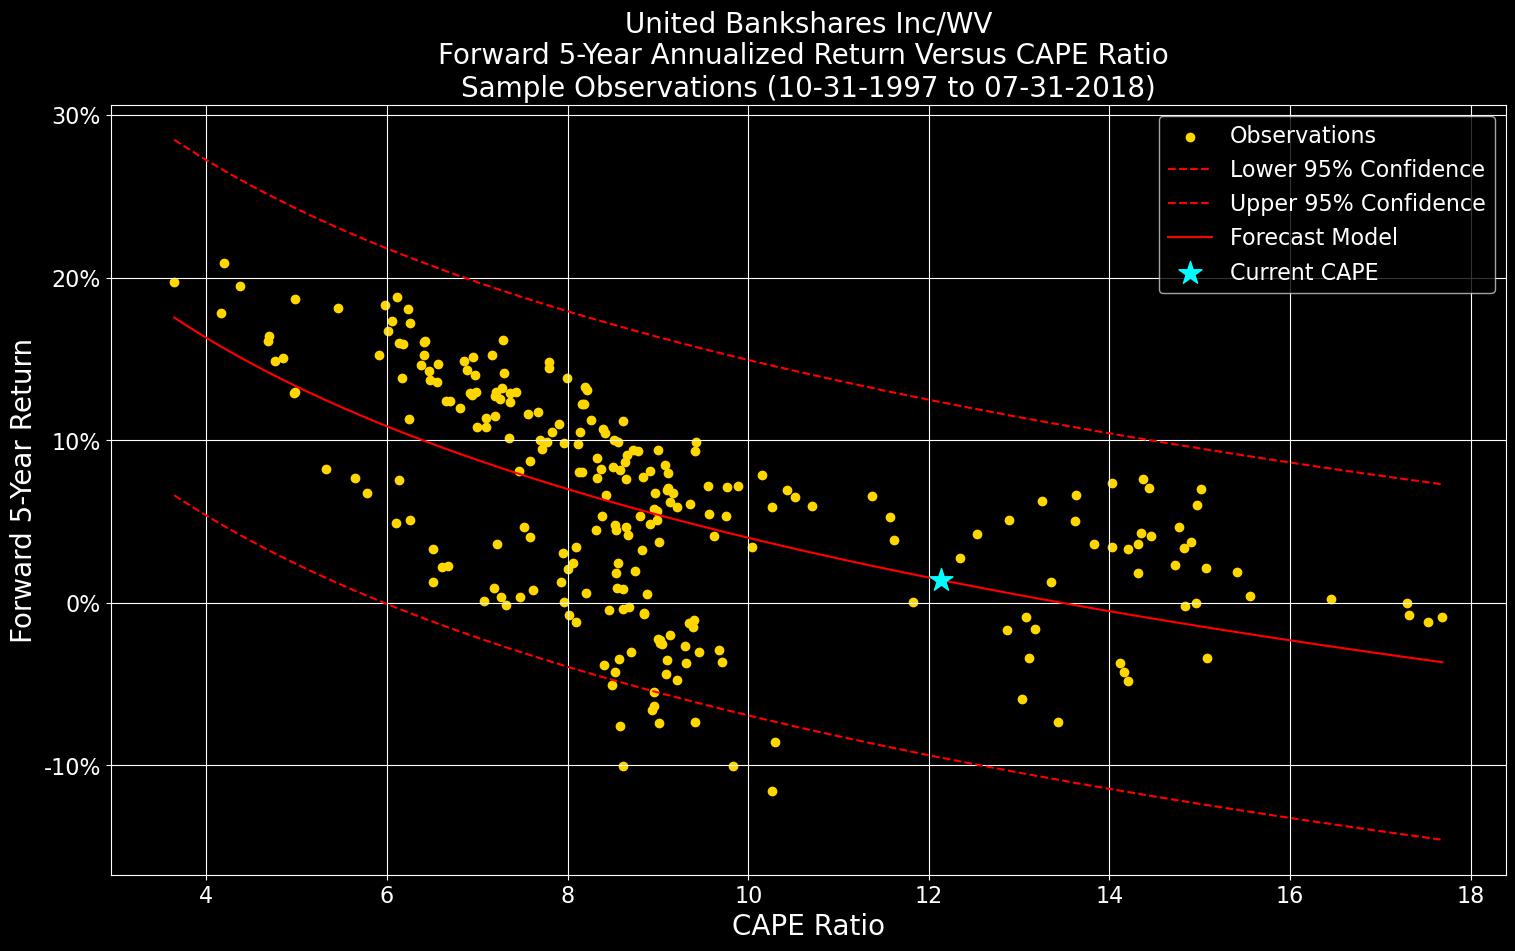 United Bankshares Inc/WV
Forward 5-Year Annualized Return Versus CAPE Ratio
Sample Observations (10-31-1997 to 07-31-2018)
Observations
Lower 95% Confidence
Upper 95% Confidence
Forecast Model
Current CAPE
Forward 5-Year Return
30%
20%
10%
0%
-10%
4 6 8 10 12 14 16 18
CAPE Ratio